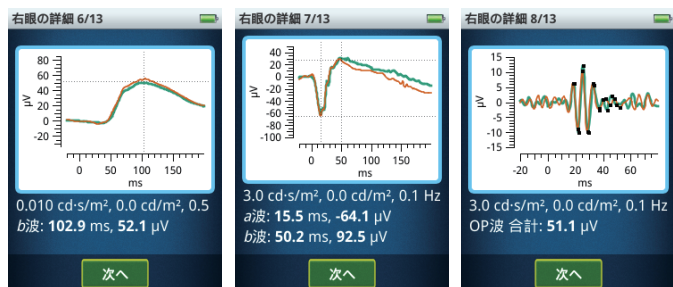 右眼の詳細 6/13
80
60
40
20
0
-20
μV
0 50 100 150
ms
0.010 cd·s/m², 0.0 cd/m², 0.5
b波: 102.9 ms, 52.1 μV
次へ
右眼の詳細 7/13
40
20
0
-20
-40
-60
-80
-100
μV
0 50 100 150
ms
3.0 cd·s/m², 0.0 cd/m², 0.1 Hz
a波: 15.5 ms, -64.1 μV
b波: 50.2 ms, 92.5 μV
次へ
右眼の詳細 8/13
15
10
5
0
-5
-10
-15
μV
-20 0 20 40 60
ms
3.0 cd·s/m², 0.0 cd/m², 0.1 Hz
OP波 合計: 51.1 μV
次へ